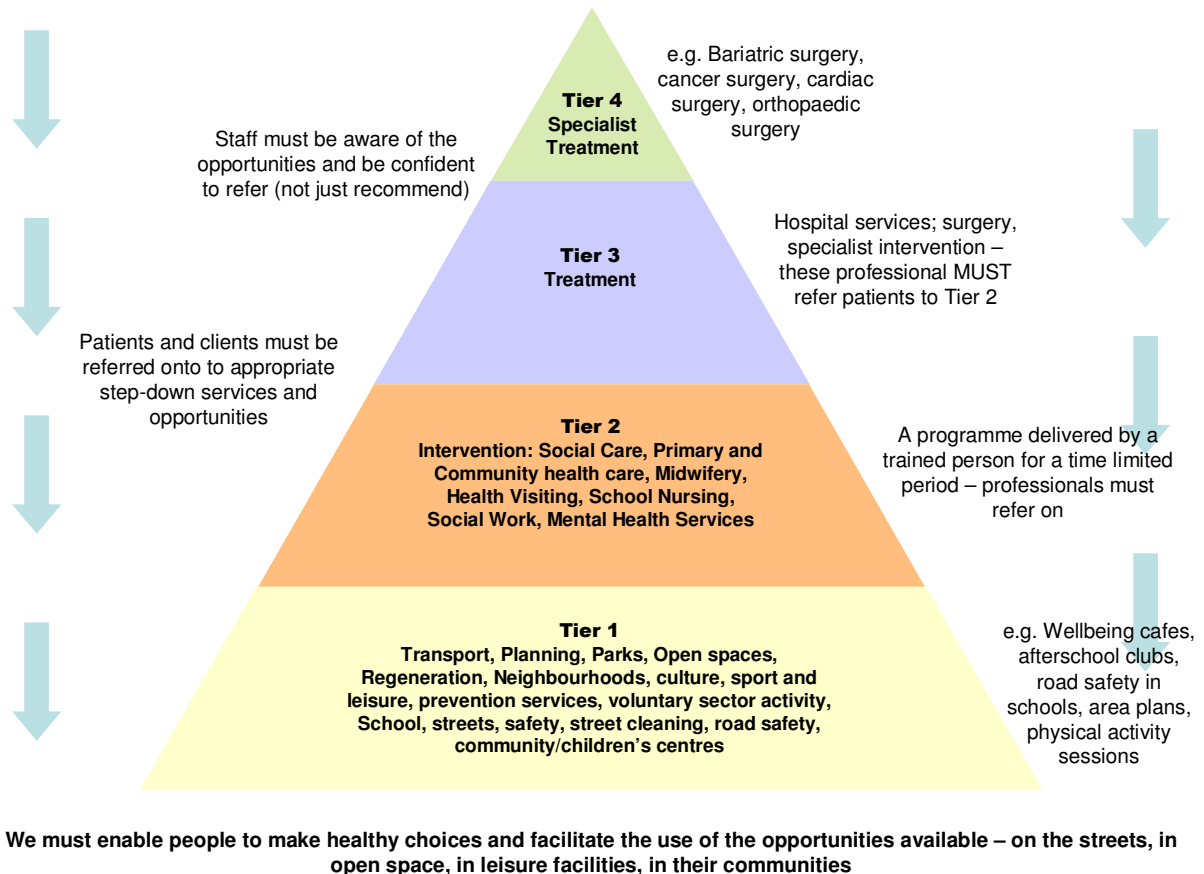 e.g. Bariatric surgery,
cancer surgery, cardiac
surgery, orthopaedic
surgery
Tier 4
Specialist
Treatment
Staff must be aware of the
opportunities and be confident
to refer (not just recommend)
Hospital services; surgery,
specialist intervention –
these professional MUST
refer patients to Tier 2
Tier 3
Treatment
Patients and clients must be
referred onto to appropriate
step-down services and
opportunities
Tier 2
Intervention: Social Care, Primary and
Community health care, Midwifery,
Health Visiting, School Nursing,
Social Work, Mental Health Services
A programme delivered by a
trained person for a time limited
period – professionals must
refer on
Tier 1
Transport, Planning, Parks, Open spaces,
Regeneration, Neighbourhoods, culture, sport and
leisure, prevention services, voluntary sector activity,
School, streets, safety, street cleaning, road safety,
community/children's centres
e.g. Wellbeing cafes,
afterschool clubs,
road safety in
schools, area plans,
physical activity
sessions
We must enable people to make healthy choices and facilitate the use of the opportunities available – on the streets, in
open space, in leisure facilities, in their communities